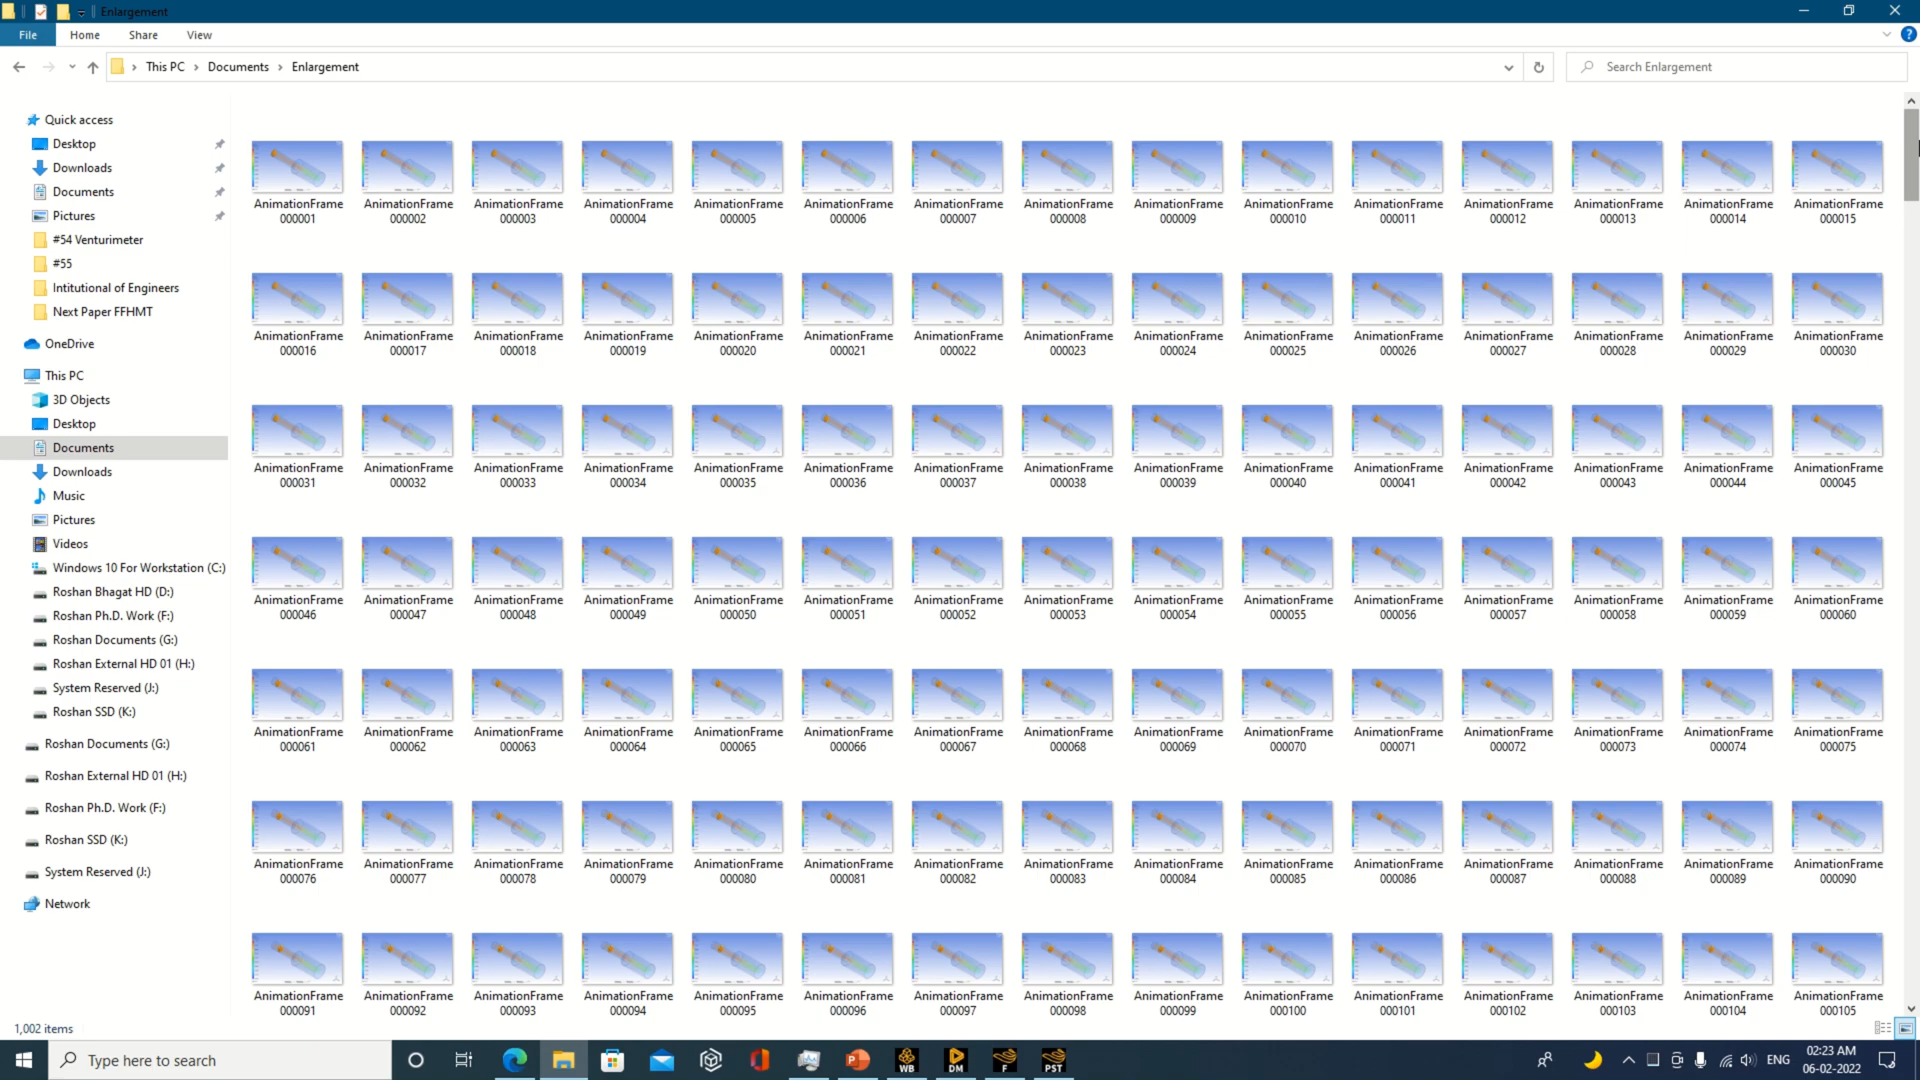 Enlargement
File Home Share View
This PC Documents Enlargement
Search Enlargement
Quick access
Desktop
Downloads
Documents
Pictures
#54 Venturimeter
#55
Intitutional of Engineers
Next Paper FFHMT
OneDrive
This PC
3D Objects
Desktop
Documents
Downloads
Music
Pictures
Videos
Windows 10 For Workstation (C:)
Roshan Bhagat HD (D:)
Roshan Ph.D. Work (F:)
Roshan Documents (G:)
Roshan External HD 01 (H:)
System Reserved (J:)
Roshan SSD (K:)
Roshan Documents (G:)
Roshan External HD 01 (H:)
Roshan Ph.D. Work (F:)
Roshan SSD (K:)
System Reserved (J:)
Network
AnimationFrame AnimationFrame AnimationFrame AnimationFrame AnimationFrame AnimationFrame AnimationFrame AnimationFrame AnimationFrame AnimationFrame AnimationFrame AnimationFrame AnimationFrame AnimationFrame AnimationFrame
000001 000002 000003 000004 000005 000006 000007 000008 000009 000010 000011 000012 000013 000014 000015
AnimationFrame AnimationFrame AnimationFrame AnimationFrame AnimationFrame AnimationFrame AnimationFrame AnimationFrame AnimationFrame AnimationFrame AnimationFrame AnimationFrame AnimationFrame AnimationFrame AnimationFrame
000016 000017 000018 000019 000020 000021 000022 000023 000024 000025 000026 000027 000028 000029 000030
AnimationFrame AnimationFrame AnimationFrame AnimationFrame AnimationFrame AnimationFrame AnimationFrame AnimationFrame AnimationFrame AnimationFrame AnimationFrame AnimationFrame AnimationFrame AnimationFrame AnimationFrame
000031 000032 000033 000034 000035 000036 000037 000038 000039 000040 000041 000042 000043 000044 000045
AnimationFrame AnimationFrame AnimationFrame AnimationFrame AnimationFrame AnimationFrame AnimationFrame AnimationFrame AnimationFrame AnimationFrame AnimationFrame AnimationFrame AnimationFrame AnimationFrame AnimationFrame
000046 000047 000048 000049 000050 000051 000052 000053 000054 000055 000056 000057 000058 000059 000060
AnimationFrame AnimationFrame AnimationFrame AnimationFrame AnimationFrame AnimationFrame AnimationFrame AnimationFrame AnimationFrame AnimationFrame AnimationFrame AnimationFrame AnimationFrame AnimationFrame AnimationFrame
000061 000062 000063 000064 000065 000066 000067 000068 000069 000070 000071 000072 000073 000074 000075
AnimationFrame AnimationFrame AnimationFrame AnimationFrame AnimationFrame AnimationFrame AnimationFrame AnimationFrame AnimationFrame AnimationFrame AnimationFrame AnimationFrame AnimationFrame AnimationFrame AnimationFrame
000076 000077 000078 000079 000080 000081 000082 000083 000084 000085 000086 000087 000088 000089 000090
AnimationFrame AnimationFrame AnimationFrame AnimationFrame AnimationFrame AnimationFrame AnimationFrame AnimationFrame AnimationFrame AnimationFrame AnimationFrame AnimationFrame AnimationFrame AnimationFrame AnimationFrame
000091 000092 000093 000094 000095 000096 000097 000098 000099 000100 000101 000102 000103 000104 000105
1,002 items
Type here to search
WB DM F PST
ENG
02:23 AM
06-02-2022